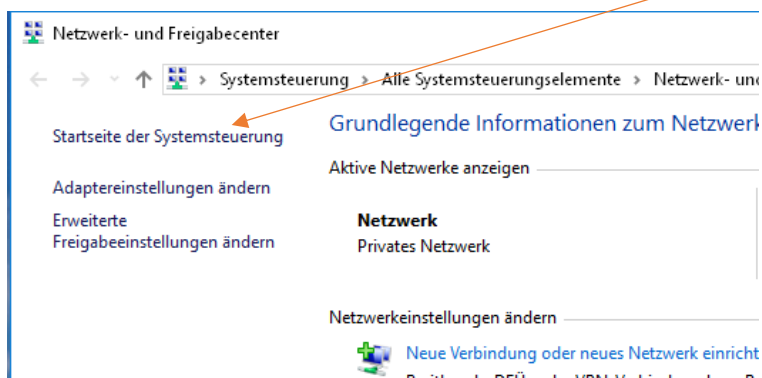 Netzwerk- und Freigabecenter
Systemsteuerung > Alle Systemsteuerungselemente > Netzwerk- und
Startseite der Systemsteuerung
Grundlegende Informationen zum Netzwerk
Aktive Netzwerke anzeigen
Adaptereinstellungen ändern
Erweiterte
Freigabeeinstellungen ändern
Netzwerk
Privates Netzwerk
Netzwerkeinstellungen ändern
Neue Verbindung oder neues Netzwerk einricht